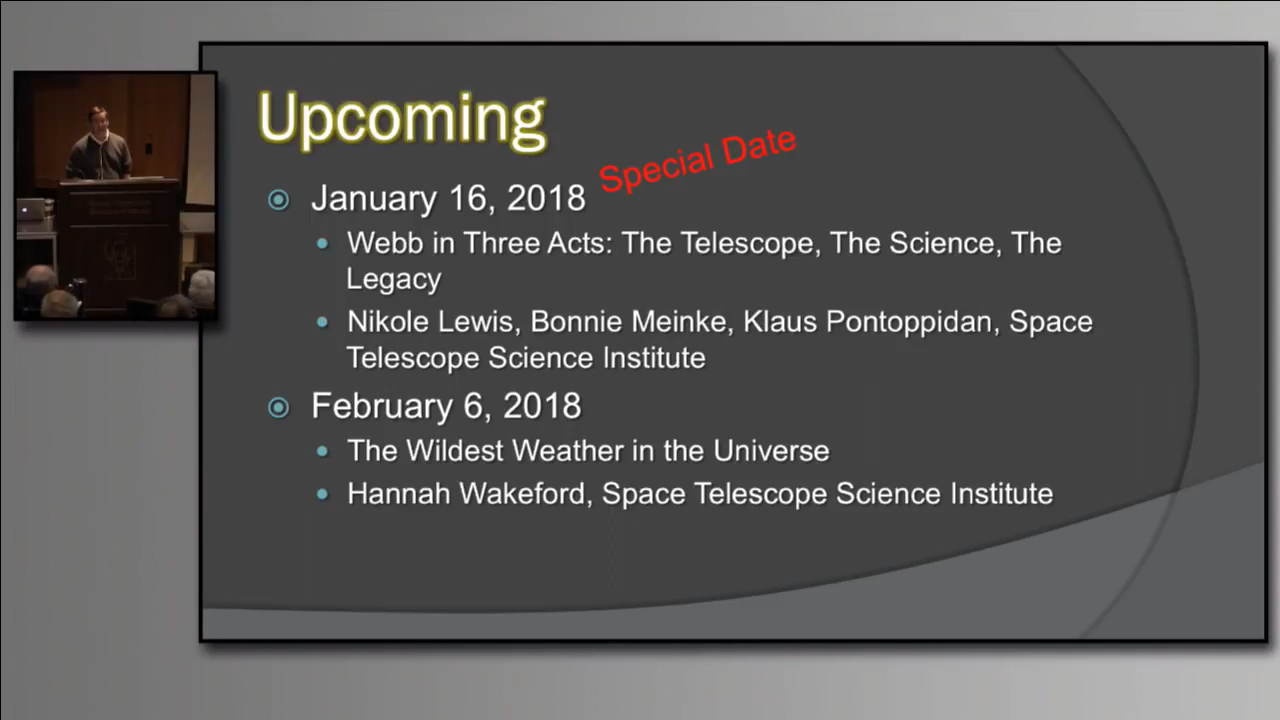 Upcoming
Special Date
January 16, 2018
Webb in Three Acts: The Telescope, The Science, The
Legacy
Nikole Lewis, Bonnie Meinke, Klaus Pontoppidan, Space
Telescope Science Institute
February 6, 2018
The Wildest Weather in the Universe
Hannah Wakeford, Space Telescope Science Institute